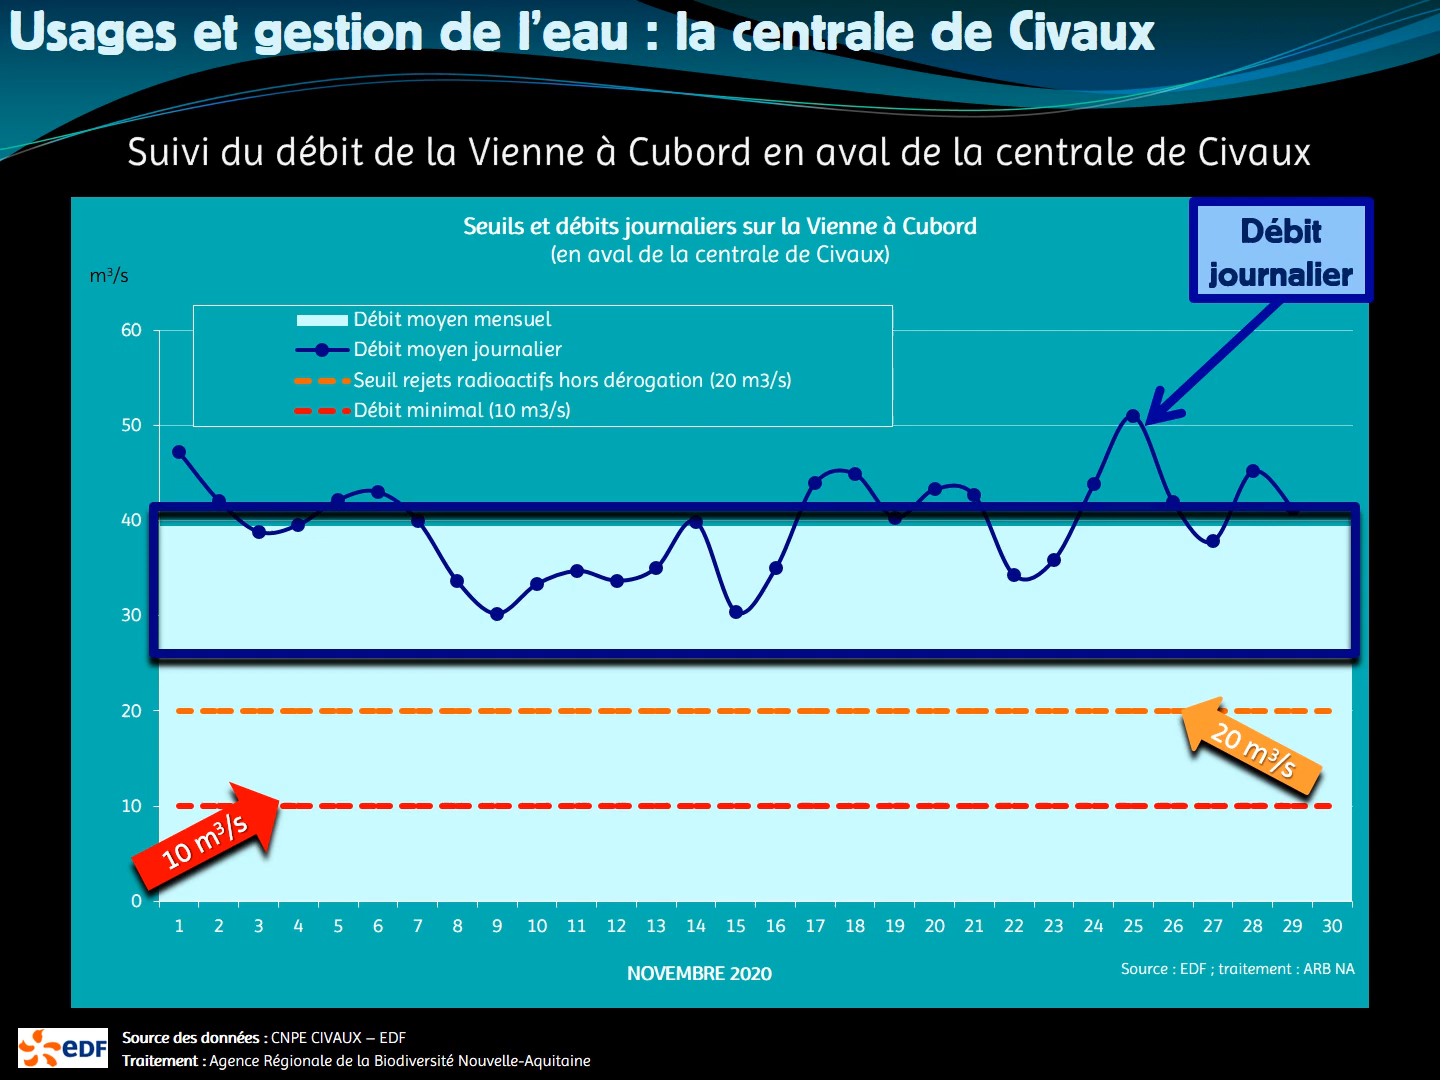 Usages et gestion de l'eau : la centrale de Civaux
Suivi du débit de la Vienne à Cubord en aval de la centrale de Civaux
Seuils et débits journaliers sur la Vienne à Cubord
(en aval de la centrale de Civaux)
Débit
journalier
m³/s
Débit moyen mensuel
Débit moyen journalier
Seuil rejets radioactifs hors dérogation (20 m3/s)
Débit minimal (10 m3/s)
60
50
40
30
20
10
0
20 m³/s
10 m³/s
1 2 3 4 5 6 7 8 9 10 11 12 13 14 15 16 17 18 19 20 21 22 23 24 25 26 27 28 29 30
NOVEMBRE 2020
Source : EDF ; traitement : ARB NA
eDF
Source des données : CNPE CIVAUX – EDF
Traitement : Agence Régionale de la Biodiversité Nouvelle-Aquitaine